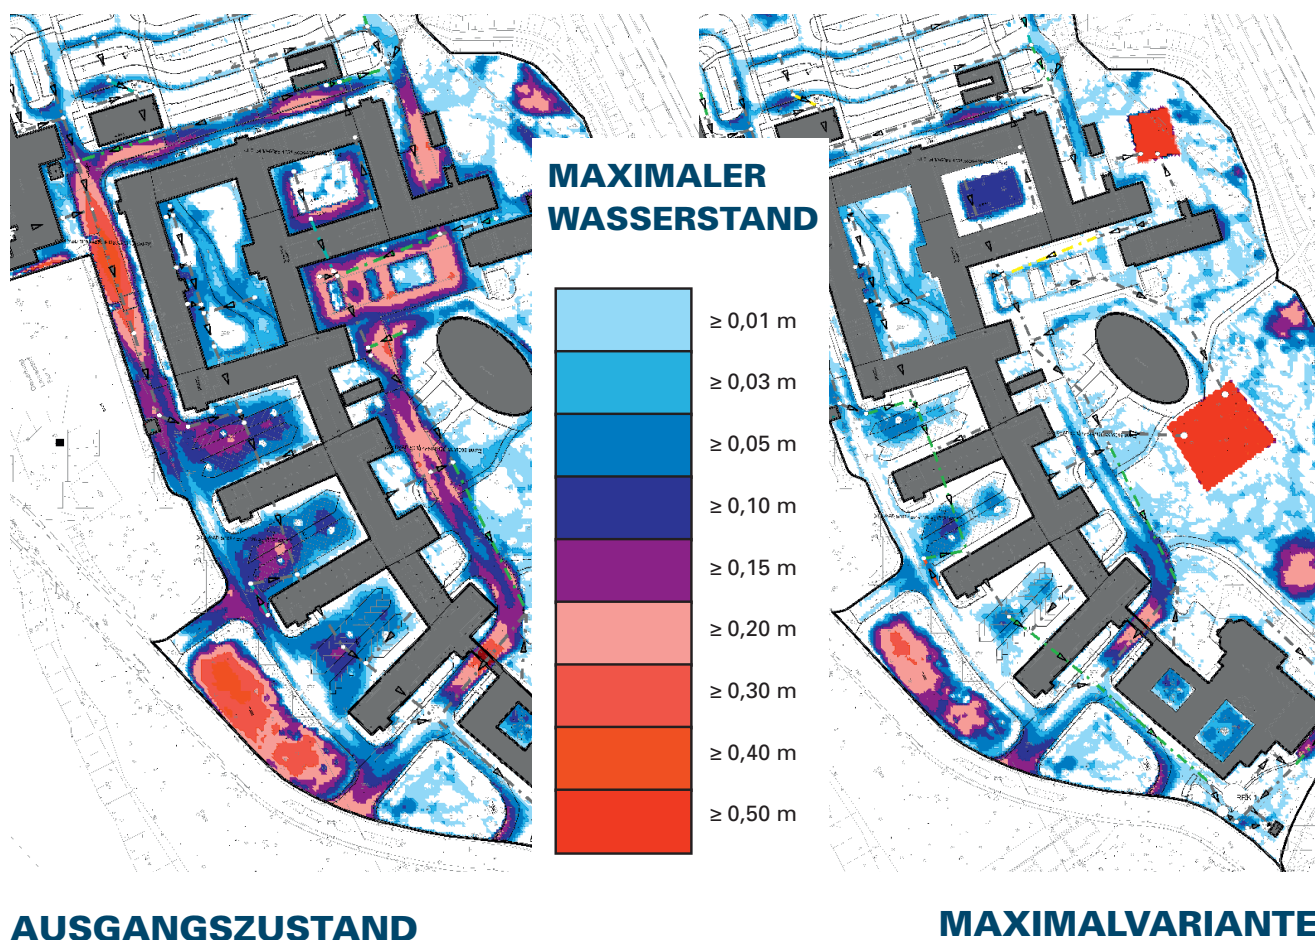 MAXIMALER
WASSERSTAND
≥ 0,01 m
≥ 0,03 m
≥ 0,05 m
≥ 0,10 m
≥ 0,15 m
≥ 0,20 m
≥ 0,30 m
≥ 0,40 m
≥ 0,50 m
AUSGANGSZUSTAND
MAXIMALVARIANTE